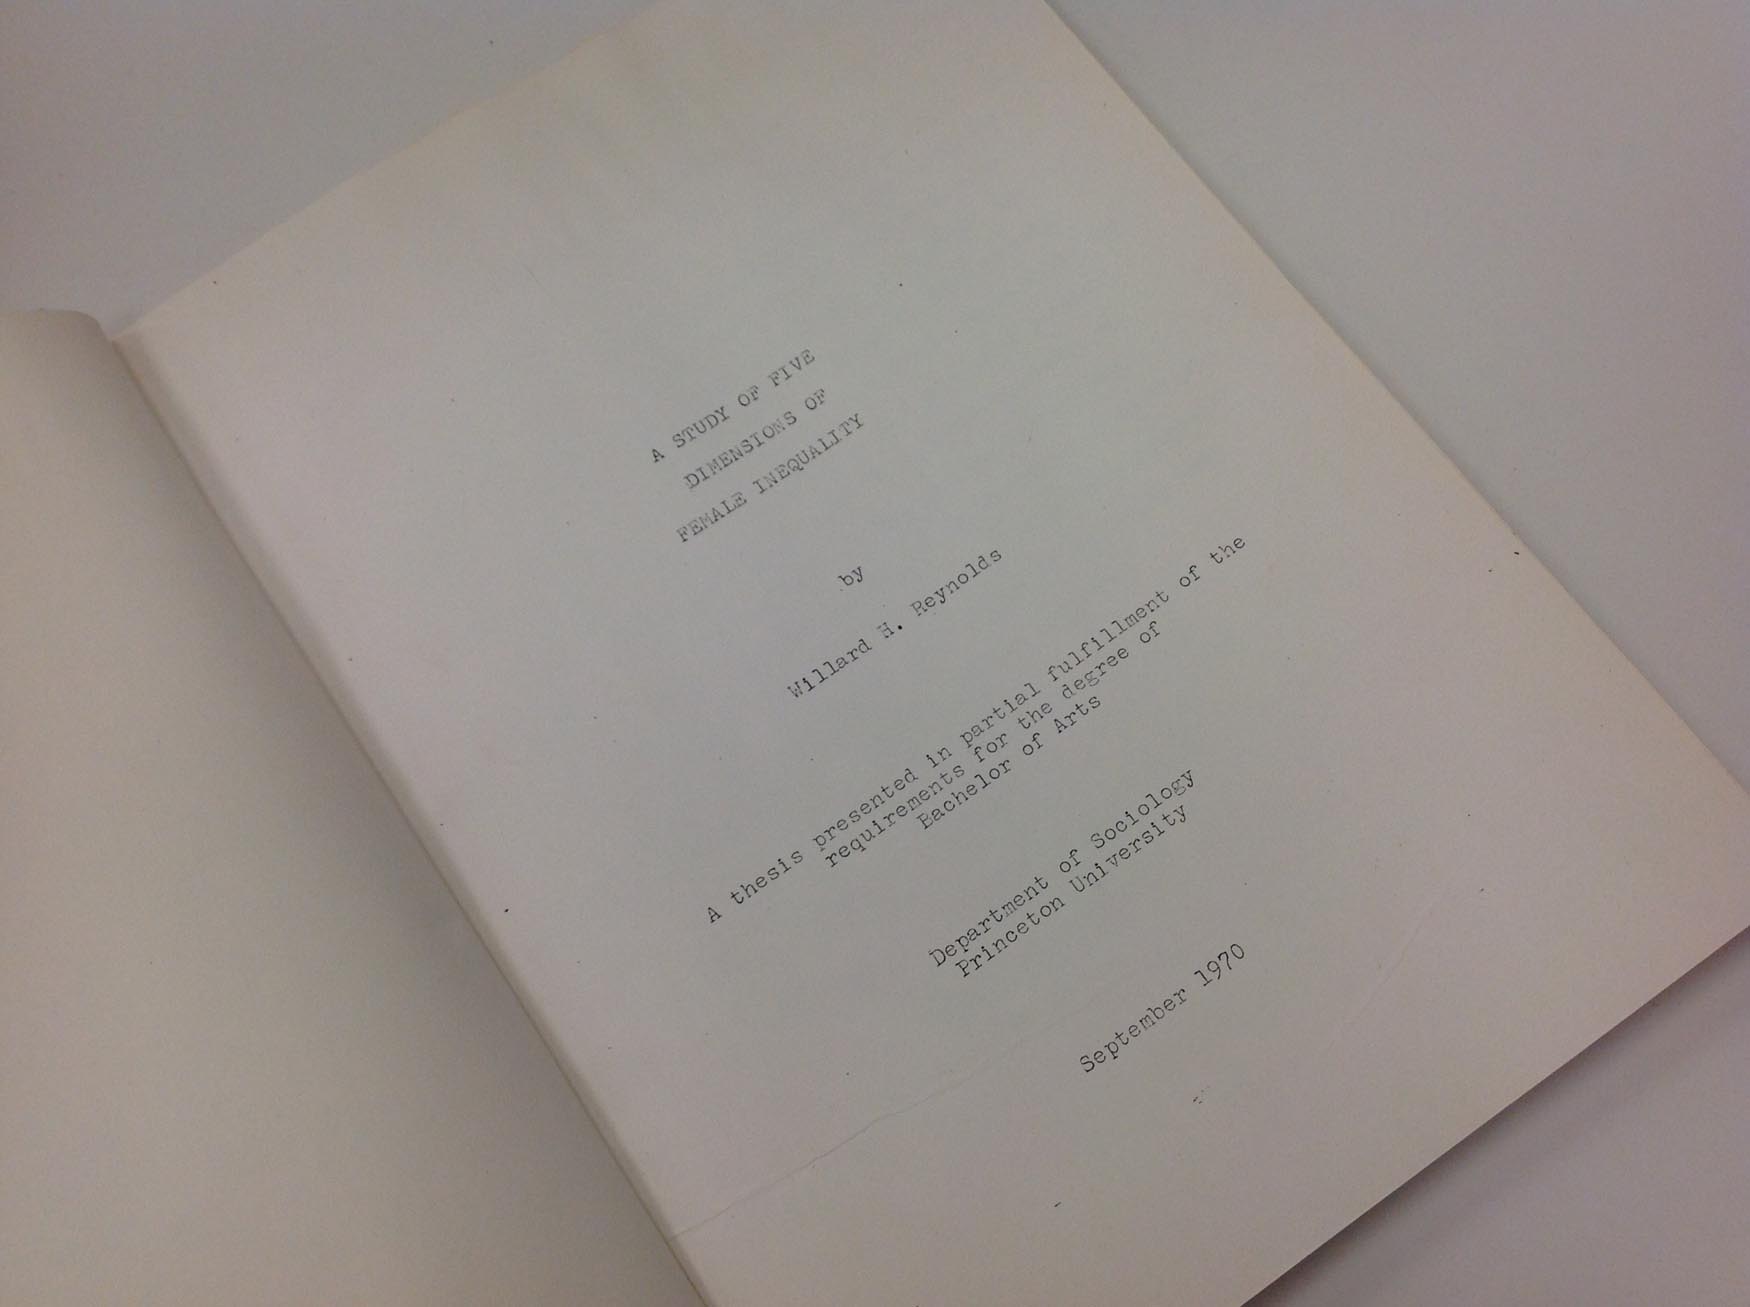 A STUDY OF FIVE
DIMENSIONS OF
FEMALE INEQUALITY
by
Willard H. Reynolds
A thesis presented in partial fulfillment of the
requirements for the degree of
Bachelor of Arts
Department of Sociology
Princeton University
September 1970